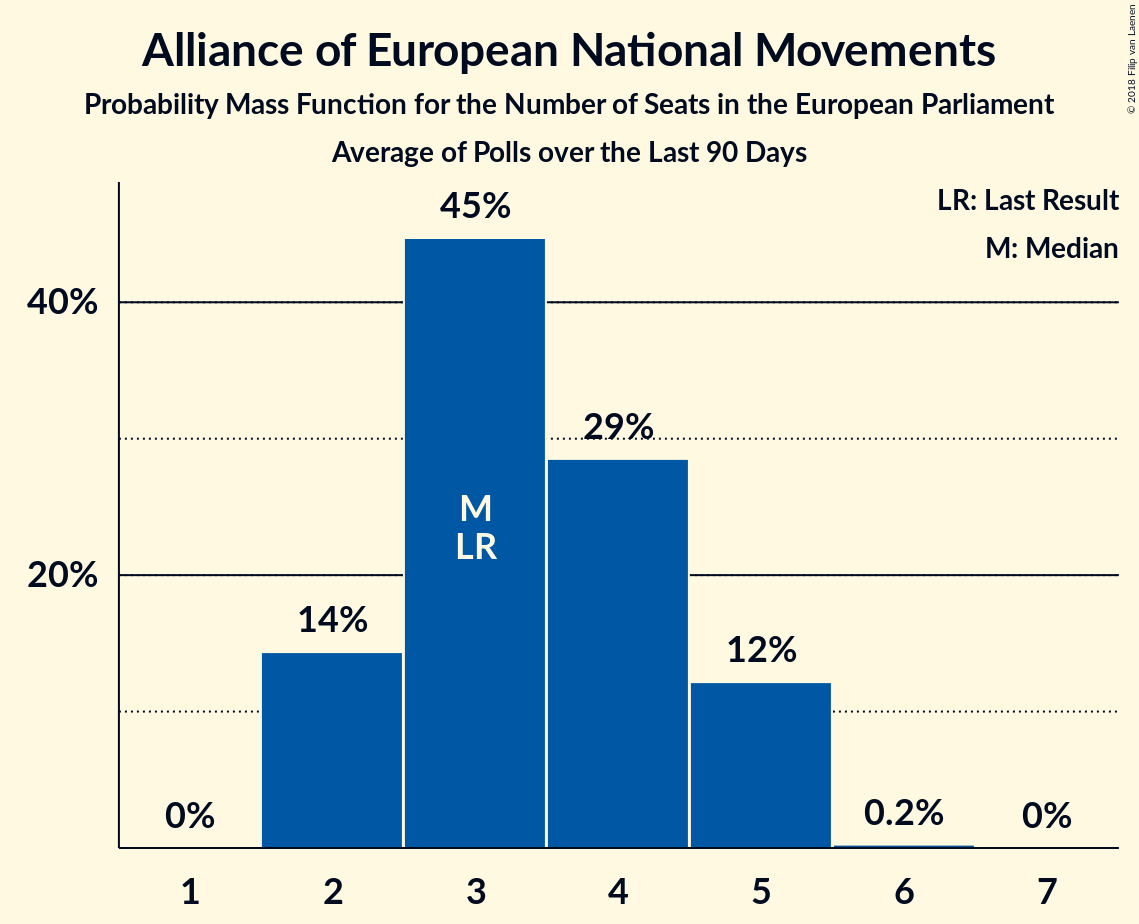 Alliance of European National Movements
Probability Mass Function for the Number of Seats in the European Parliament
Average of Polls over the Last 90 Days
© 2018 Filip van Laenen
LR: Last Result
M: Median
45%
40%
29%
M
LR
20%
14%
12%
0%
0.2%
0%
1 2 3 4 5 6 7